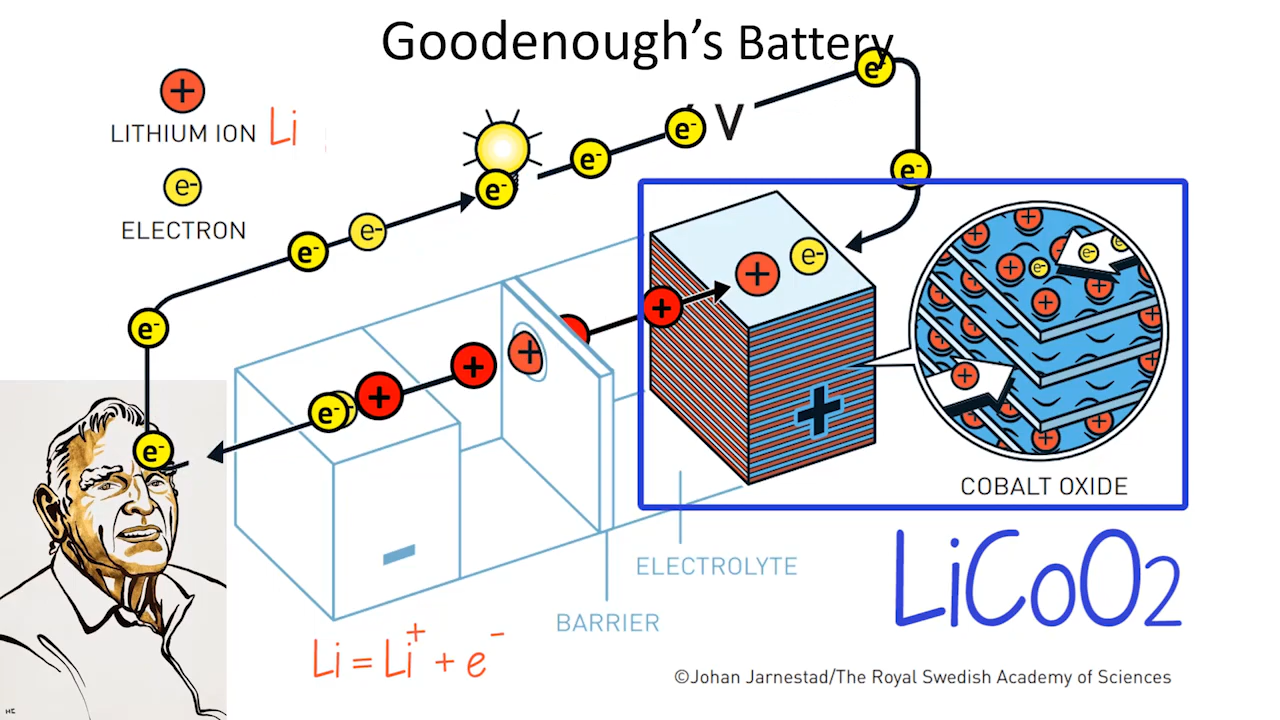 Goodenough's Battery
+
LITHIUM ION Li
e-
ELECTRON
e-
e-
e-
e-
e-
V
e-
e-
e-
e-
e-
+
+
+
+
+
e-
+
COBALT OXIDE
LiCoO2
ELECTROLYTE
BARRIER
Li = Li+ + e-
©Johan Jarnestad/The Royal Swedish Academy of Sciences